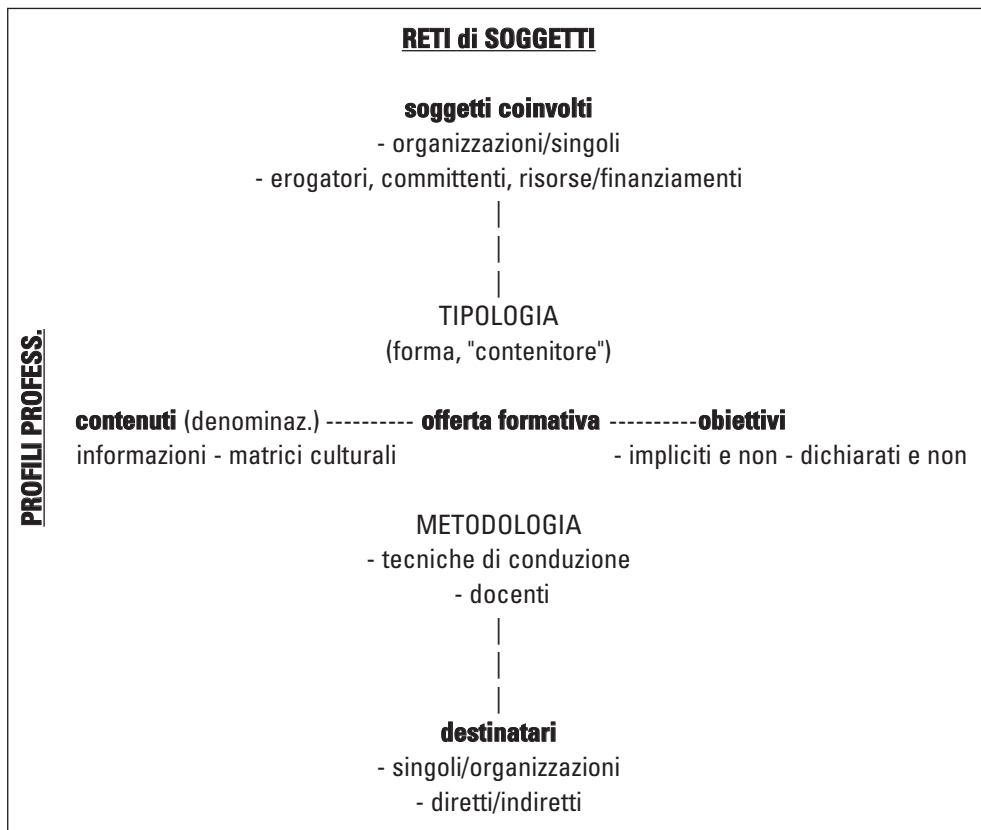 RETI di SOGGETTI
soggetti coinvolti
- organizzazioni/singoli
- erogatori, committenti, risorse/finanziamenti
|
|
|
TIPOLOGIA
(forma, "contenitore")
PROFILI PROFESS.
contenuti (denominaz.) ---------- offerta formativa ----------obiettivi
informazioni - matrici culturali - impliciti e non - dichiarati e non
METODOLOGIA
- tecniche di conduzione
- docenti
|
|
|
destinatari
- singoli/organizzazioni
- diretti/indiretti